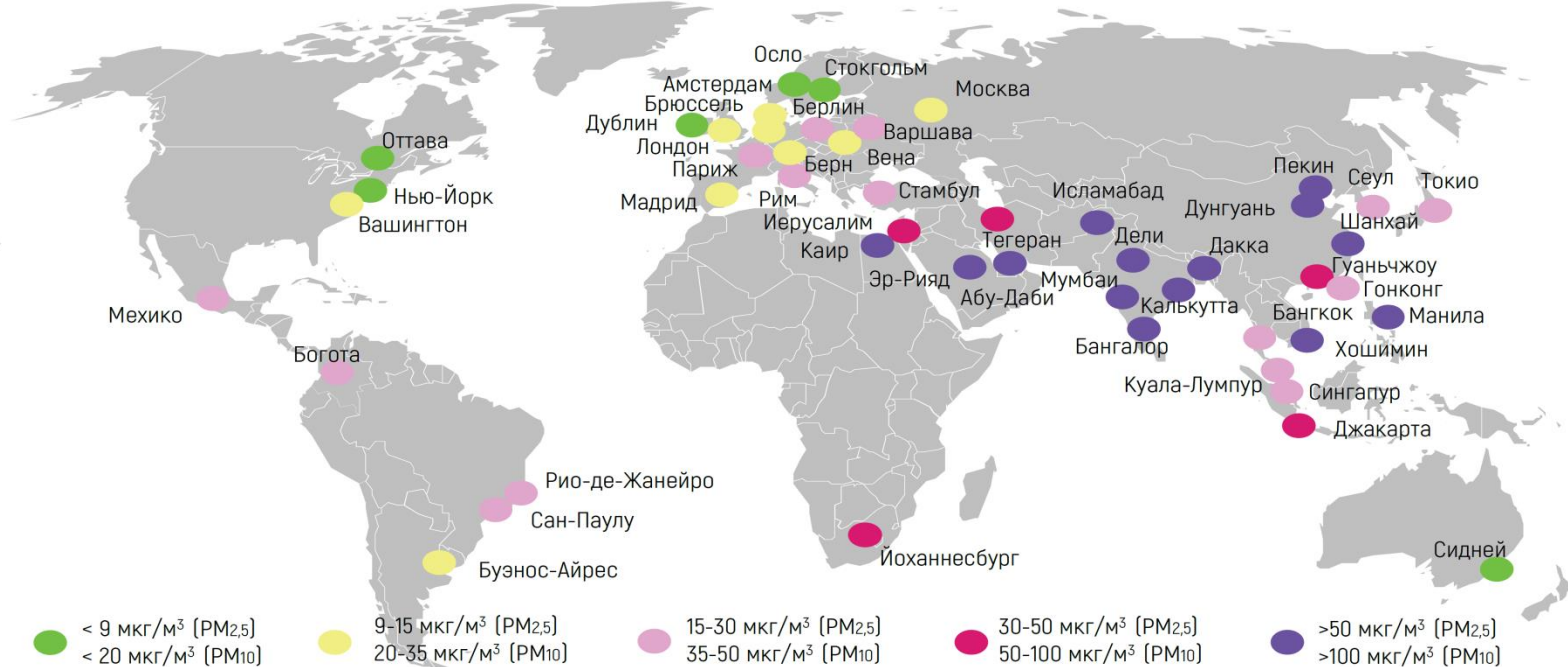 Осло
Стокгольм
Амстердам
Москва
Брюссель
Берлин
Дублин
Варшава
Оттава
Лондон
Вена
Париж
Берн
Пекин
Сеул
Токио
Нью-Йорк
Стамбул
Исламабад
Мадрид
Рим
Дунгуань
Вашингтон
Иерусалим
Шанхай
Тегеран
Дели
Дакка
Каир
Гуаньчжоу
Эр-Рияд
Мумбаи
Гонконг
Абу-Даби
Калькутта
Мехико
Бангкок
Манила
Бангалор
Хошимин
Богота
Куала-Лумпур
Сингапур
Джакарта
Рио-де-Жанейро
Сан-Паулу
Сидней
Йоханнесбург
Буэнос-Айрес
< 9 мкг/м³ (PM2,5)
< 20 мкг/м³ (PM10)
9-15 мкг/м³ (PM2,5)
20-35 мкг/м³ (PM10)
15-30 мкг/м³ (PM2,5)
35-50 мкг/м³ (PM10)
30-50 мкг/м³ (PM2,5)
50-100 мкг/м³ (PM10)
>50 мкг/м³ (PM2,5)
>100 мкг/м³ (PM10)